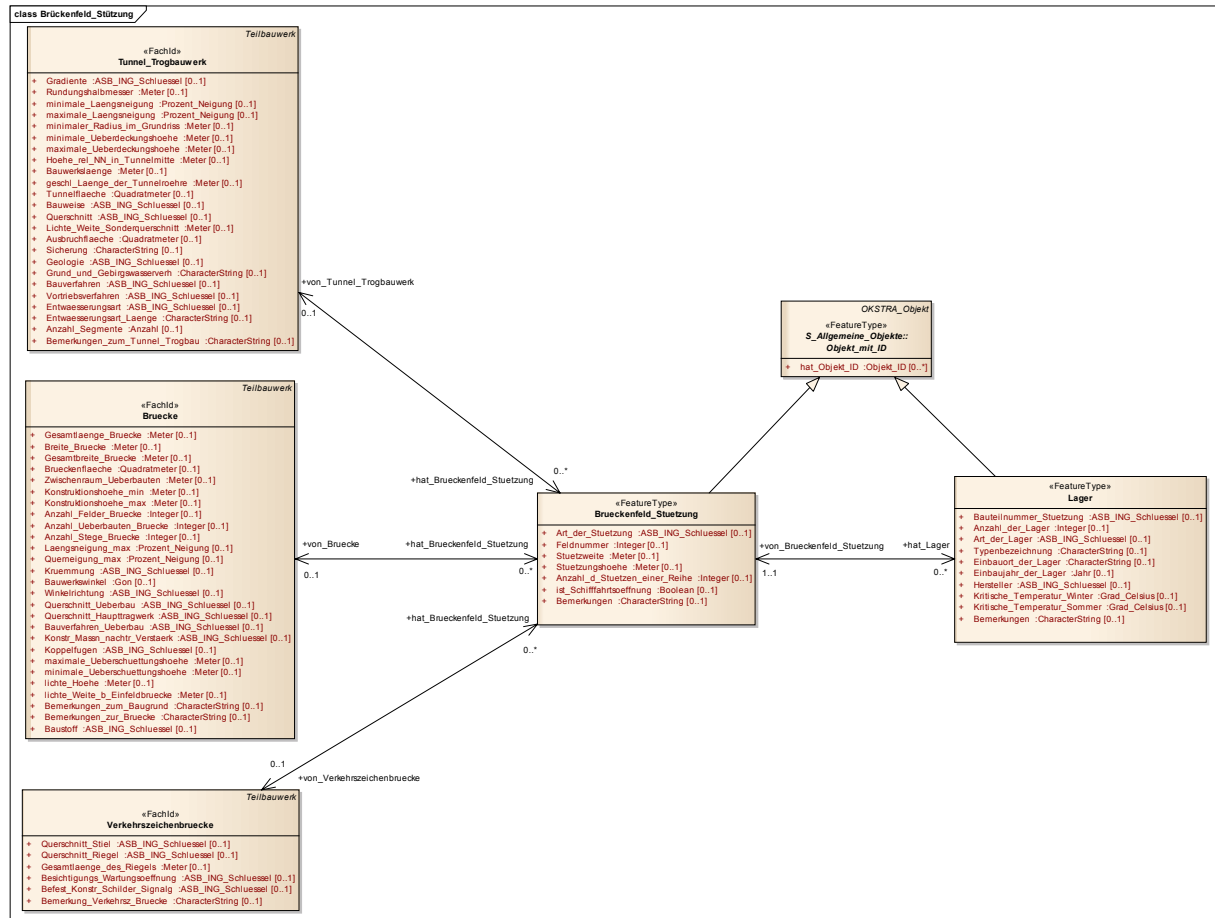 class Brückenfeld_Stützung
Teilbauwerk
«FachId»
Tunnel_Trogbauwerk
+ Gradiente :ASB_ING_Schluessel [0..1]
+ Rundungshalbmesser :Meter [0..1]
+ minimale_Laengsneigung :Prozent_Neigung [0..1]
+ maximale_Laengsneigung :Prozent_Neigung [0..1]
+ minimaler_Radius_im_Grundriss :Meter [0..1]
+ minimale_Ueberdeckungshoehe :Meter [0..1]
+ maximale_Ueberdeckungshoehe :Meter [0..1]
+ Hoehe_rel_NN_in_Tunnelmitte :Meter [0..1]
+ Bauwerkslaenge :Meter [0..1]
+ geschl_Laenge_der_Tunnelroehre :Meter [0..1]
+ Tunnelflaeche :Quadratmeter [0..1]
+ Bauweise :ASB_ING_Schluessel [0..1]
+ Querschnitt :ASB_ING_Schluessel [0..1]
+ Lichte_Weite_Sonderquerschnitt :Meter [0..1]
+ Ausbruchflaeche :Quadratmeter [0..1]
+ Sicherung :CharacterString [0..1]
+ Geologie :ASB_ING_Schluessel [0..1]
+ Grund_und_Gebirgswasserverh :CharacterString [0..1]
+ Bauverfahren :ASB_ING_Schluessel [0..1]
+ Vortriebsverfahren :ASB_ING_Schluessel [0..1]
+ Entwaesserungsart :ASB_ING_Schluessel [0..1]
+ Entwaesserungsart_Laenge :CharacterString [0..1]
+ Anzahl_Segmente :Anzahl [0..1]
+ Bemerkungen_zum_Tunnel_Trogbau :CharacterString [0..1]
+von_Tunnel_Trogbauwerk
0..1
0..*
+hat_Brueckenfeld_Stuetzung
OKSTRA_Objekt
«FeatureType»
S_Allgemeine_Objekte::
Objekt_mit_ID
+ hat_Objekt_ID :Objekt_ID [0..*]
Teilbauwerk
«FachId»
Bruecke
+ Gesamtlaenge_Bruecke :Meter [0..1]
+ Breite_Bruecke :Meter [0..1]
+ Gesamtbreite_Bruecke :Meter [0..1]
+ Brueckenflaeche :Quadratmeter [0..1]
+ Zwischenraum_Ueberbauten :Meter [0..1]
+ Konstruktionshoehe_min :Meter [0..1]
+ Konstruktionshoehe_max :Meter [0..1]
+ Anzahl_Felder_Bruecke :Integer [0..1]
+ Anzahl_Ueberbauten_Bruecke :Integer [0..1]
+ Anzahl_Stege_Bruecke :Integer [0..1]
+ Laengsneigung_max :Prozent_Neigung [0..1]
+ Querneigung_max :Prozent_Neigung [0..1]
+ Kruemmung :ASB_ING_Schluessel [0..1]
+ Bauwerkswinkel :Gon [0..1]
+ Winkelrichtung :ASB_ING_Schluessel [0..1]
+ Querschnitt_Ueberbau :ASB_ING_Schluessel [0..1]
+ Querschnitt_Haupttragwerk :ASB_ING_Schluessel [0..1]
+ Bauverfahren_Ueberbau :ASB_ING_Schluessel [0..1]
+ Konstr_Massn_nachtr_Verstaerk :ASB_ING_Schluessel [0..1]
+ Koppelfugen :ASB_ING_Schluessel [0..1]
+ maximale_Ueberschuettungshoehe :Meter [0..1]
+ minimale_Ueberschuettungshoehe :Meter [0..1]
+ lichte_Hoehe :Meter [0..1]
+ lichte_Weite_b_Einfeldbruecke :Meter [0..1]
+ Bemerkungen_zum_Baugrund :CharacterString [0..1]
+ Bemerkungen_zur_Bruecke :CharacterString [0..1]
+ Baustoff :ASB_ING_Schluessel [0..1]
+von_Bruecke
0..1
+hat_Brueckenfeld_Stuetzung
0..*
«FeatureType»
Brueckenfeld_Stuetzung
+ Art_der_Stuetzung :ASB_ING_Schluessel [0..1]
+ Feldnummer :Integer [0..1]
+ Stuetzweite :Meter [0..1]
+ Stuetzungshoehe :Meter [0..1]
+ Anzahl_d_Stuetzen_einer_Reihe :Integer [0..1]
+ ist_Schifffahrtsoeffnung :Boolean [0..1]
+ Bemerkungen :CharacterString [0..1]
+von_Brueckenfeld_Stuetzung
1..1
+hat_Lager
0..*
«FeatureType»
Lager
+ Bauteilnummer_Stuetzung :ASB_ING_Schluessel [0..1]
+ Anzahl_der_Lager :Integer [0..1]
+ Art_der_Lager :ASB_ING_Schluessel [0..1]
+ Typenbezeichnung :CharacterString [0..1]
+ Einbauort_der_Lager :CharacterString [0..1]
+ Einbaujahr_der_Lager :Jahr [0..1]
+ Hersteller :ASB_ING_Schluessel [0..1]
+ Kritische_Temperatur_Winter :Grad_Celsius [0..1]
+ Kritische_Temperatur_Sommer :Grad_Celsius [0..1]
+ Bemerkungen :CharacterString [0..1]
+hat_Brueckenfeld_Stuetzung
0..*
0..1
+von_Verkehrszeichenbruecke
Teilbauwerk
«FachId»
Verkehrszeichenbruecke
+ Querschnitt_Stiel :ASB_ING_Schluessel [0..1]
+ Querschnitt_Riegel :ASB_ING_Schluessel [0..1]
+ Gesamtlaenge_des_Riegels :Meter [0..1]
+ Besichtigungs_Wartungsoeffnung :ASB_ING_Schluessel [0..1]
+ Befest_Konstr_Schilder_Signalg :ASB_ING_Schluessel [0..1]
+ Bemerkung_Verkehrsz_Bruecke :CharacterString [0..1]